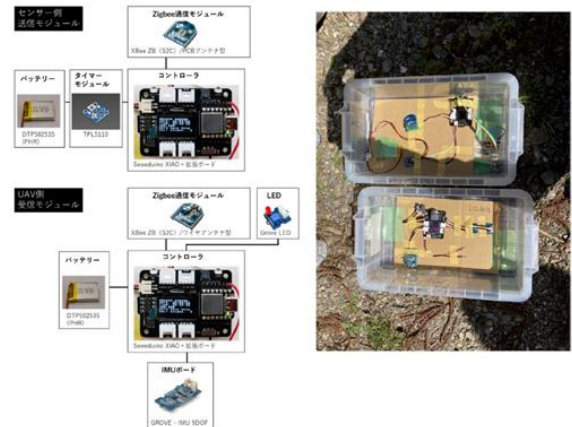 センサー側
送信モジュール
Zigbee通信モジュール
XBee ZB（S2C）/PCBアンテナ型
バッテリー
DTP502535
(PHR)
タイマー
モジュール
TPL5110
コントローラ
Seeeduino XIAO＋拡張ボード
UAV側
受信モジュール
Zigbee通信モジュール
XBee ZB（S2C）/ワイヤアンテナ型
LED
Grove LED
バッテリー
DTP502535
(PHR)
コントローラ
Seeeduino XIAO＋拡張ボード
IMUボード
GROVE - IMU 9DOF